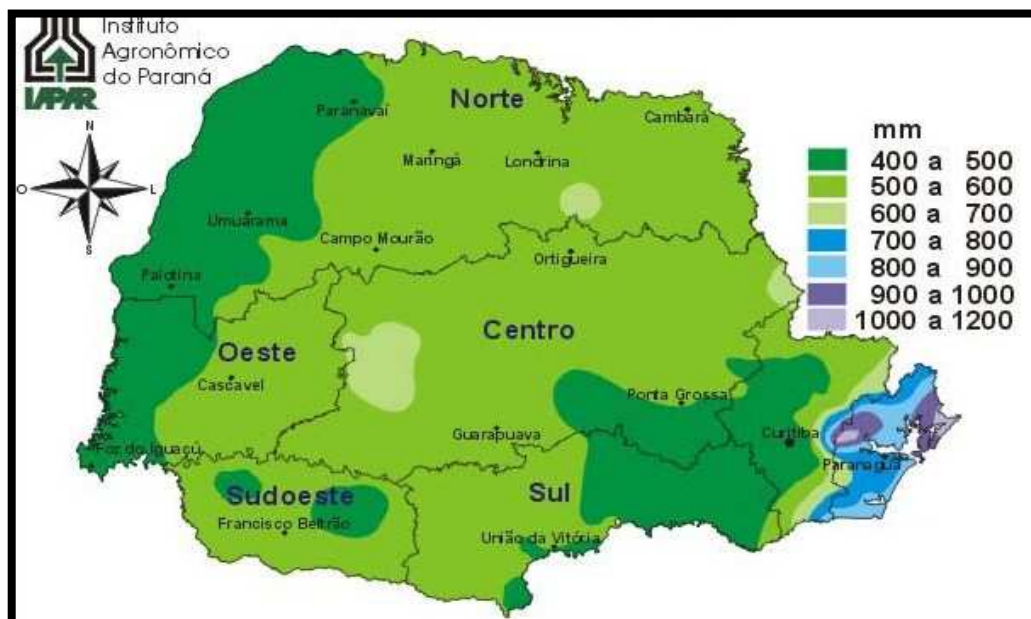 Instituto
Agronômico
do Paraná
IAPAR
N
O
L
S
Norte
Paranavaí
Cambará
Maringá
Londrina
Umuarama
Campo Mourão
Ortigueira
Palotina
Centro
Oeste
Cascavel
Ponta Grossa
Guarapuava
Curitiba
Foz do Iguaçú
Paranaguá
Sudoeste
Sul
Francisco Beltrão
União da Vitória
mm
400 a 500
500 a 600
600 a 700
700 a 800
800 a 900
900 a 1000
1000 a 1200